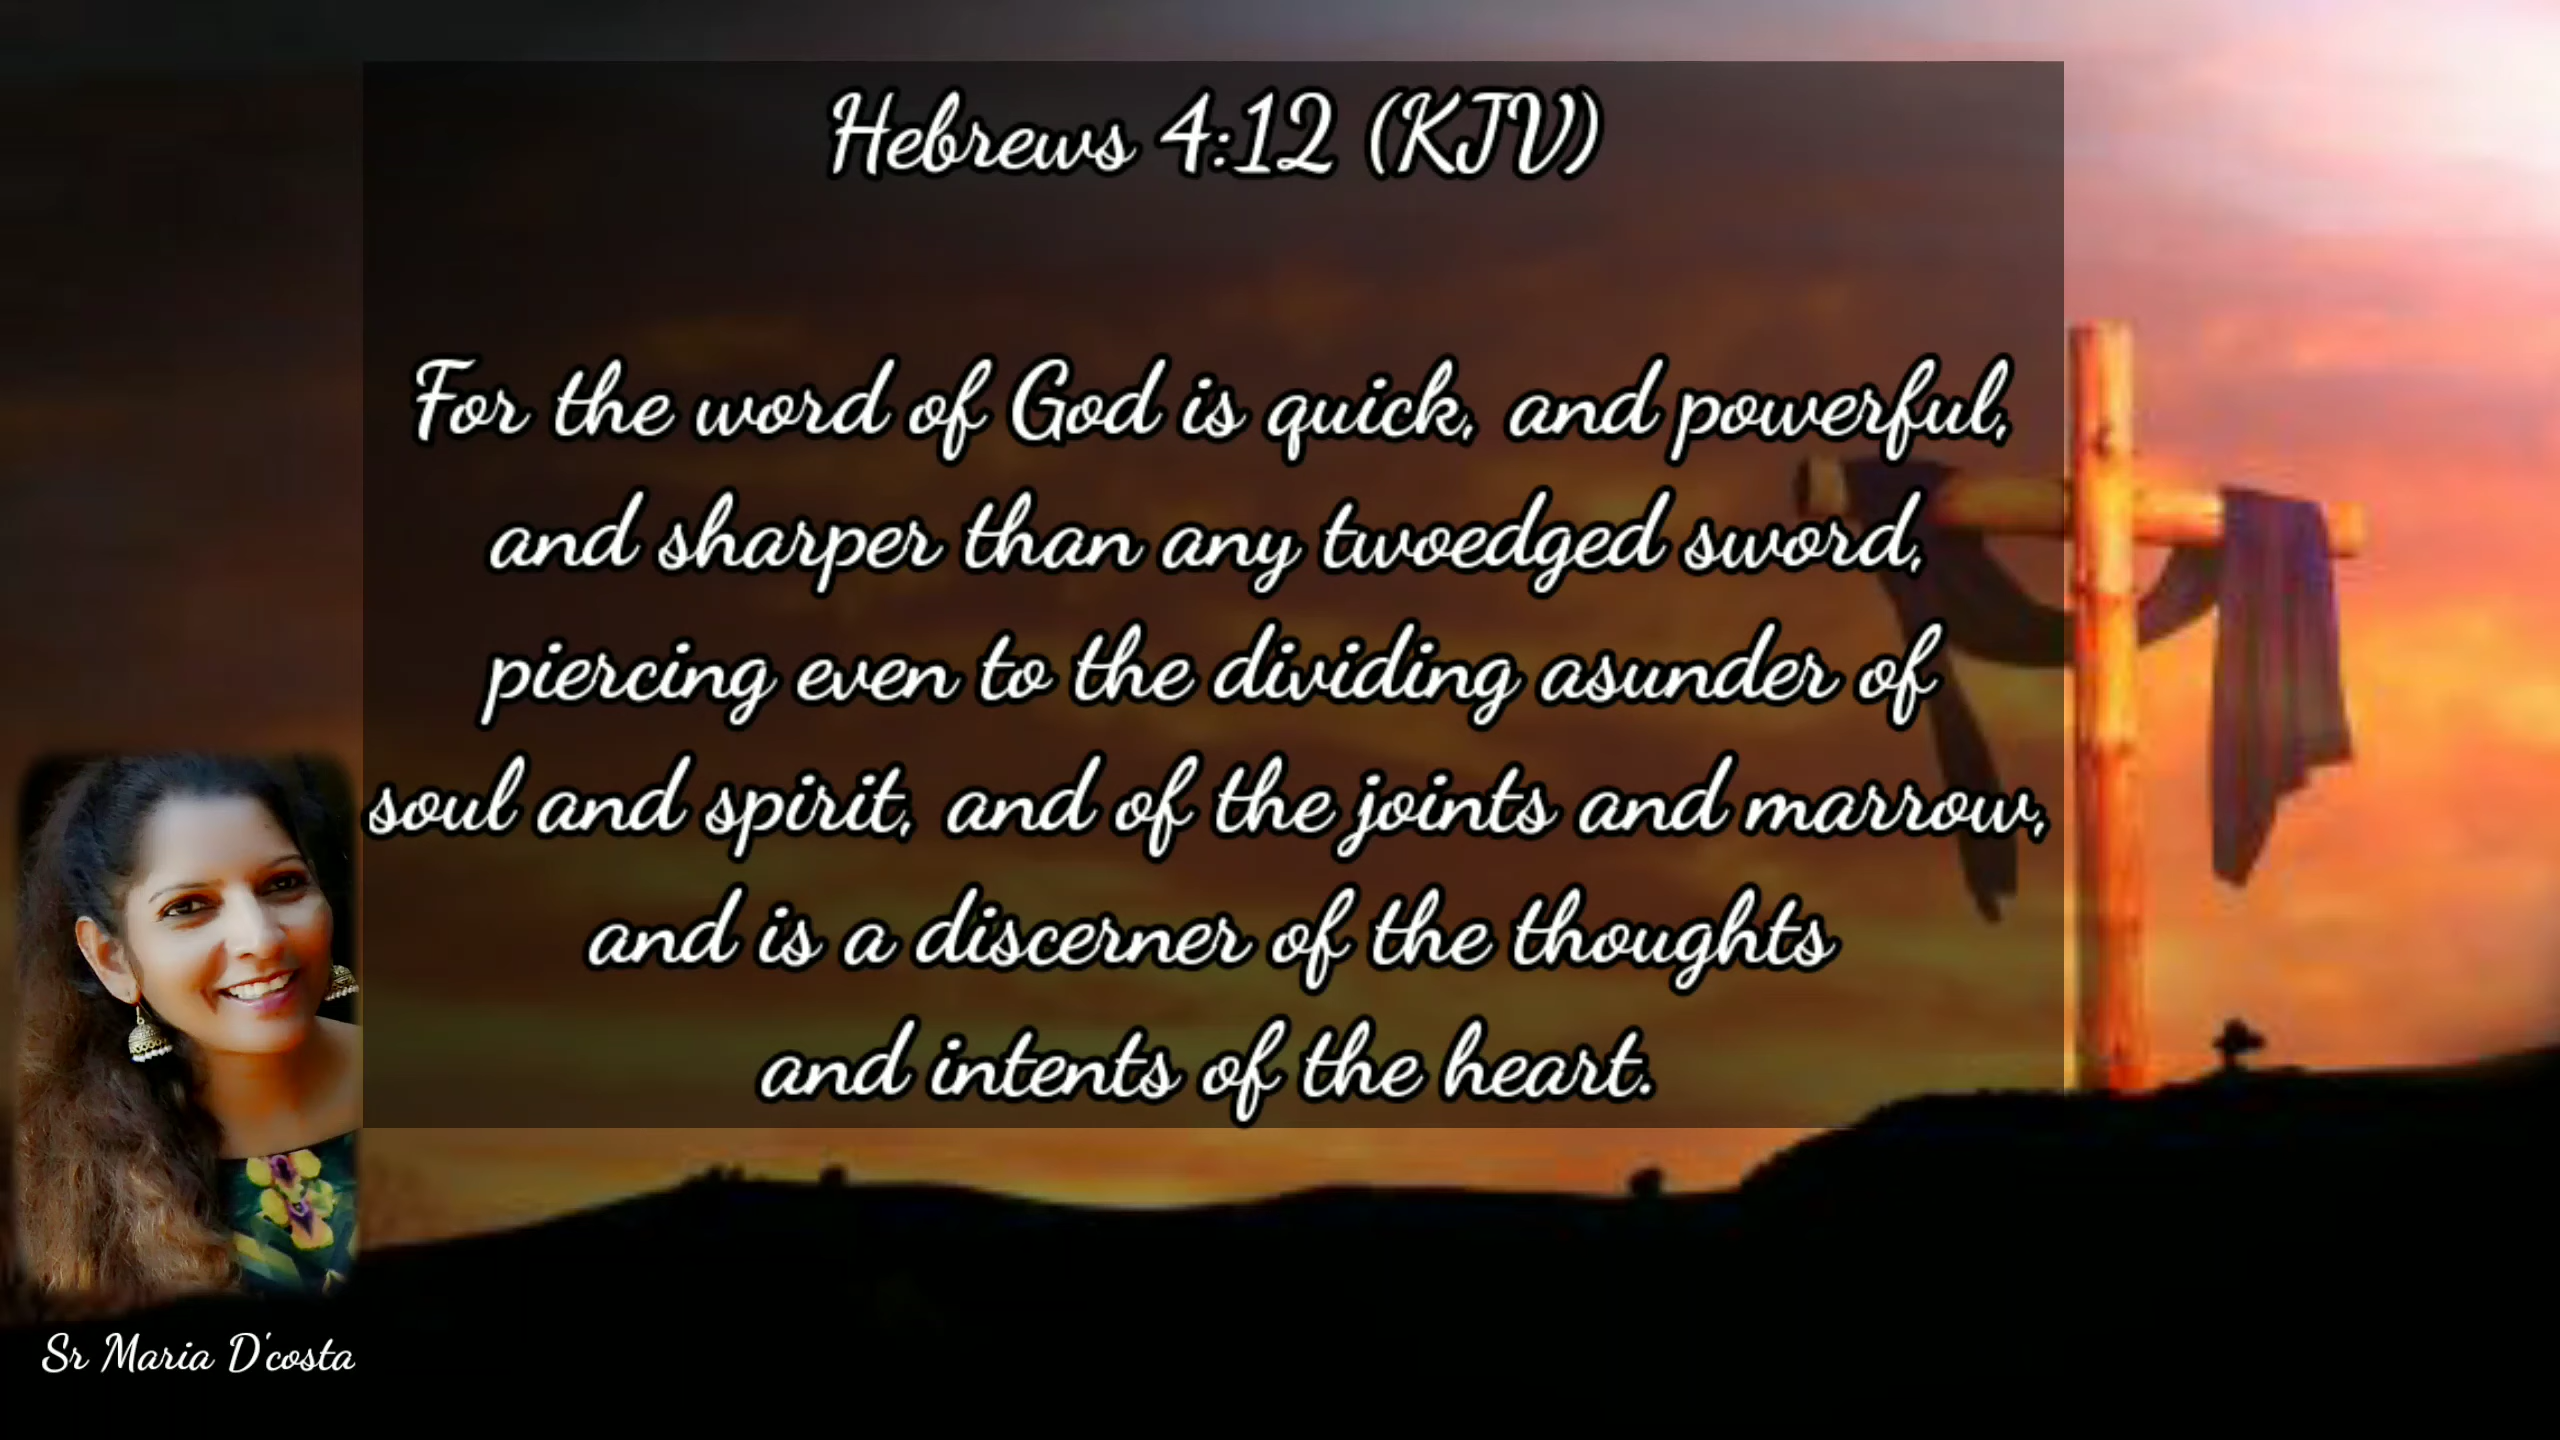 Hebrews 4:12 (KJV)
For the word of God is quick, and powerful,
and sharper than any twoedged sword,
piercing even to the dividing asunder of
soul and spirit, and of the joints and marrow,
and is a discerner of the thoughts
and intents of the heart.
Sr Maria D'costa